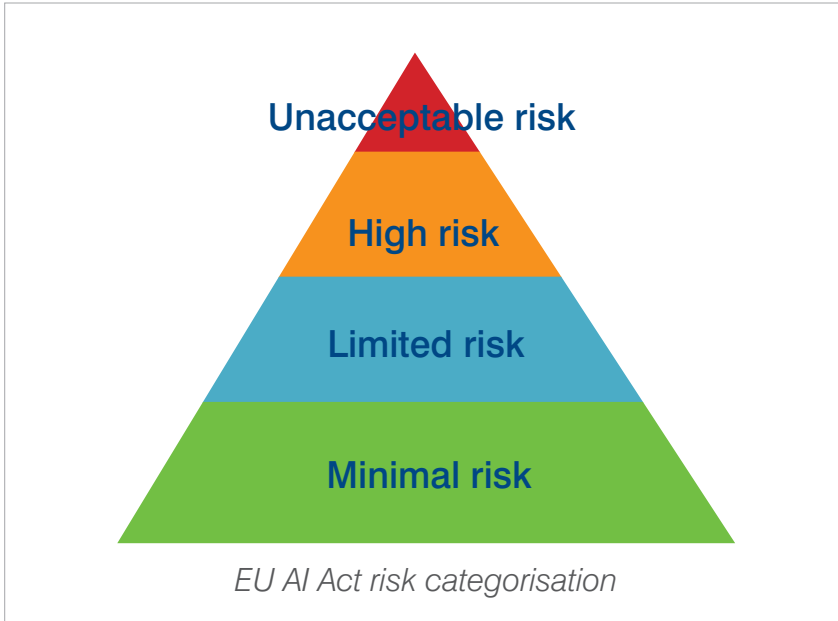 Unacceptable risk
High risk
Limited risk
Minimal risk
EU AI Act risk categorisation